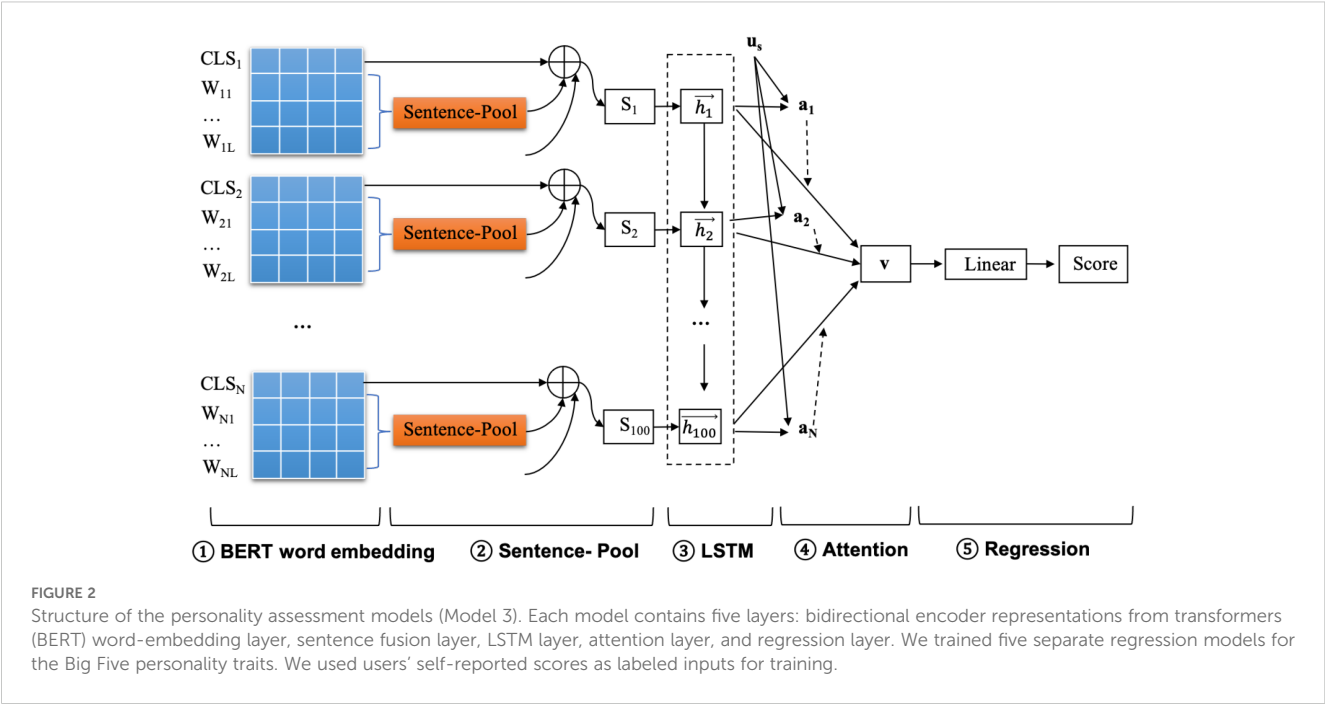 CLS1
W11
...
W1L
Sentence-Pool
S1
h1
us
a1
CLS2
W21
...
W2L
Sentence-Pool
S2
h2
a2
v
Linear
Score
...
...
CLSN
WN1
...
WNL
Sentence-Pool
S100
h100
aN
① BERT word embedding
② Sentence- Pool
③ LSTM
④ Attention
⑤ Regression
FIGURE 2
Structure of the personality assessment models (Model 3). Each model contains five layers: bidirectional encoder representations from transformers
(BERT) word-embedding layer, sentence fusion layer, LSTM layer, attention layer, and regression layer. We trained five separate regression models for
the Big Five personality traits. We used users’ self-reported scores as labeled inputs for training.